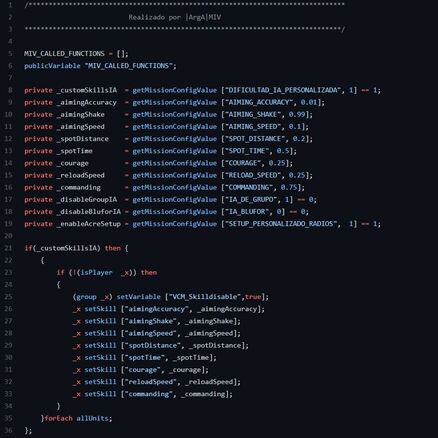 1 /*******************************************************************************
2 Realizado por |ArgA|MIV
3 *******************************************************************************/
4
5 MIV_CALLED_FUNCTIONS = [];
6 publicVariable "MIV_CALLED_FUNCTIONS";
7
8 private _customSkillsIA = getMissionConfigValue ["DIFICULTAD_IA_PERSONALIZADA", 1] == 1;
9 private _aimingAccuracy = getMissionConfigValue ["AIMING_ACCURACY", 0.01];
10 private _aimingShake = getMissionConfigValue ["AIMING_SHAKE", 0.99];
11 private _aimingSpeed = getMissionConfigValue ["AIMING_SPEED", 0.1];
12 private _spotDistance = getMissionConfigValue ["SPOT_DISTANCE", 0.2];
13 private _spotTime = getMissionConfigValue ["SPOT_TIME", 0.5];
14 private _courage = getMissionConfigValue ["COURAGE", 0.25];
15 private _reloadSpeed = getMissionConfigValue ["RELOAD_SPEED", 0.25];
16 private _commanding = getMissionConfigValue ["COMMANDING", 0.75];
17 private _disableGroupIA = getMissionConfigValue ["IA_DE_GRUPO", 1] == 0;
18 private _disableBluforIA = getMissionConfigValue ["IA_BLUFOR", 0] == 0;
19 private _enableAcreSetup = getMissionConfigValue ["SETUP_PERSONALIZADO_RADIOS", 1] == 1;
20
21 if(_customSkillsIA) then {
22 {
23 if (!(isPlayer _x)) then
24 {
25 (group _x) setVariable ["VCM_Skilldisable",true];
26 _x setSkill ["aimingAccuracy", _aimingAccuracy];
27 _x setSkill ["aimingShake", _aimingShake];
28 _x setSkill ["aimingSpeed", _aimingSpeed];
29 _x setSkill ["spotDistance", _spotDistance];
30 _x setSkill ["spotTime", _spotTime];
31 _x setSkill ["courage", _courage];
32 _x setSkill ["reloadSpeed", _reloadSpeed];
33 _x setSkill ["commanding", _commanding];
34 }
35 }forEach allUnits;
36 };